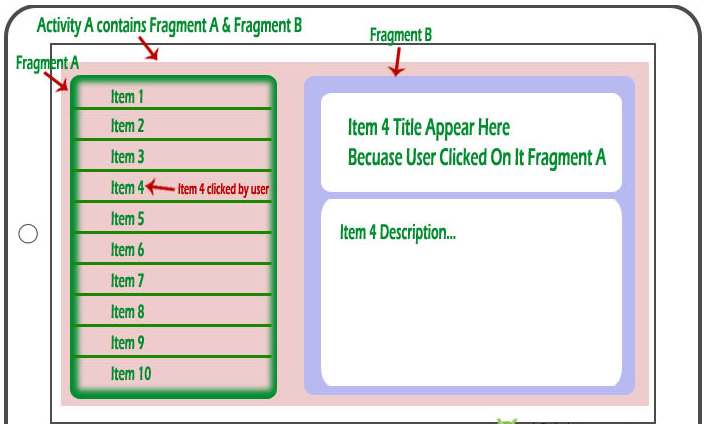 Activity A contains Fragment A & Fragment B
Fragment B
Fragment A
Item 1
Item 2
Item 3
Item 4
Item 4 clicked by user
Item 5
Item 6
Item 7
Item 8
Item 9
Item 10
Item 4 Title Appear Here
Becuase User Clicked On It Fragment A
Item 4 Description...